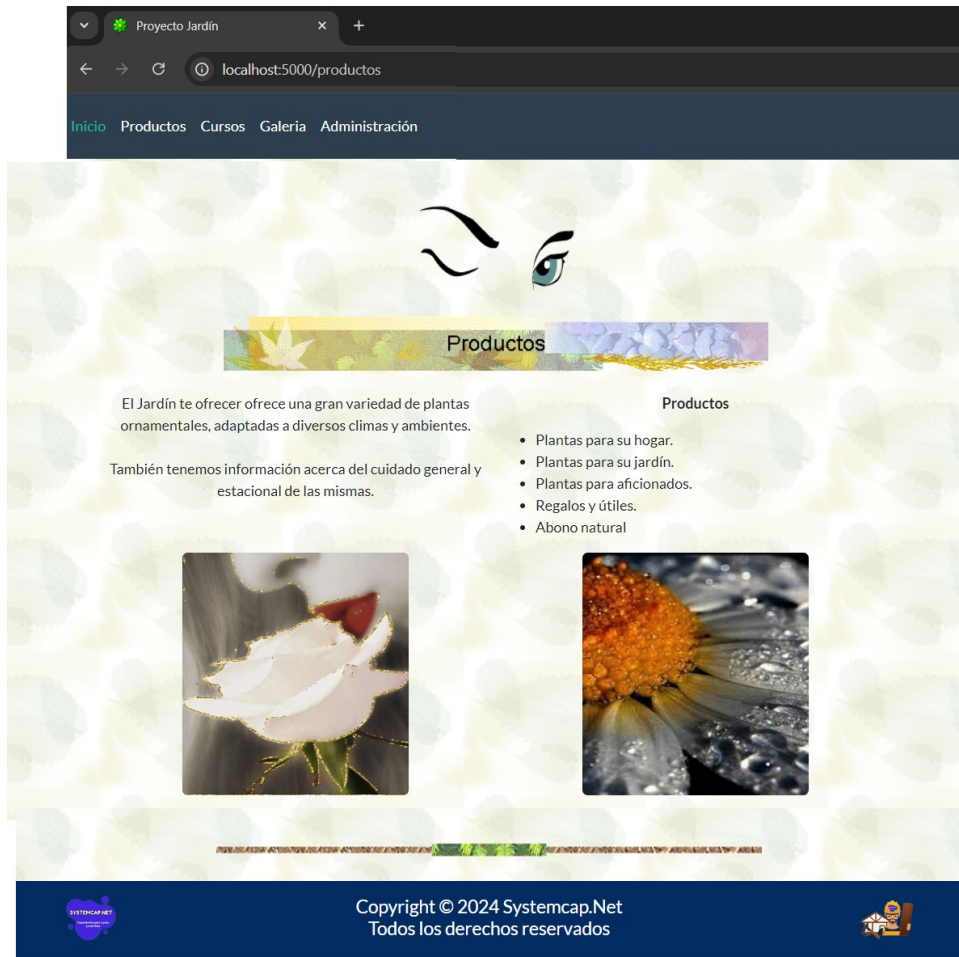 Proyecto Jardín
localhost:5000/productos
Inicio Productos Cursos Galeria Administración
Productos
El Jardín te ofrecer ofrece una gran variedad de plantas
ornamentales, adaptadas a diversos climas y ambientes.
También tenemos información acerca del cuidado general y
estacional de las mismas.
Productos
Plantas para su hogar.
Plantas para su jardín.
Plantas para aficionados.
Regalos y útiles.
Abono natural
SYSTEMCAP.NET
Copyright © 2024 Systemcap.Net
Todos los derechos reservados